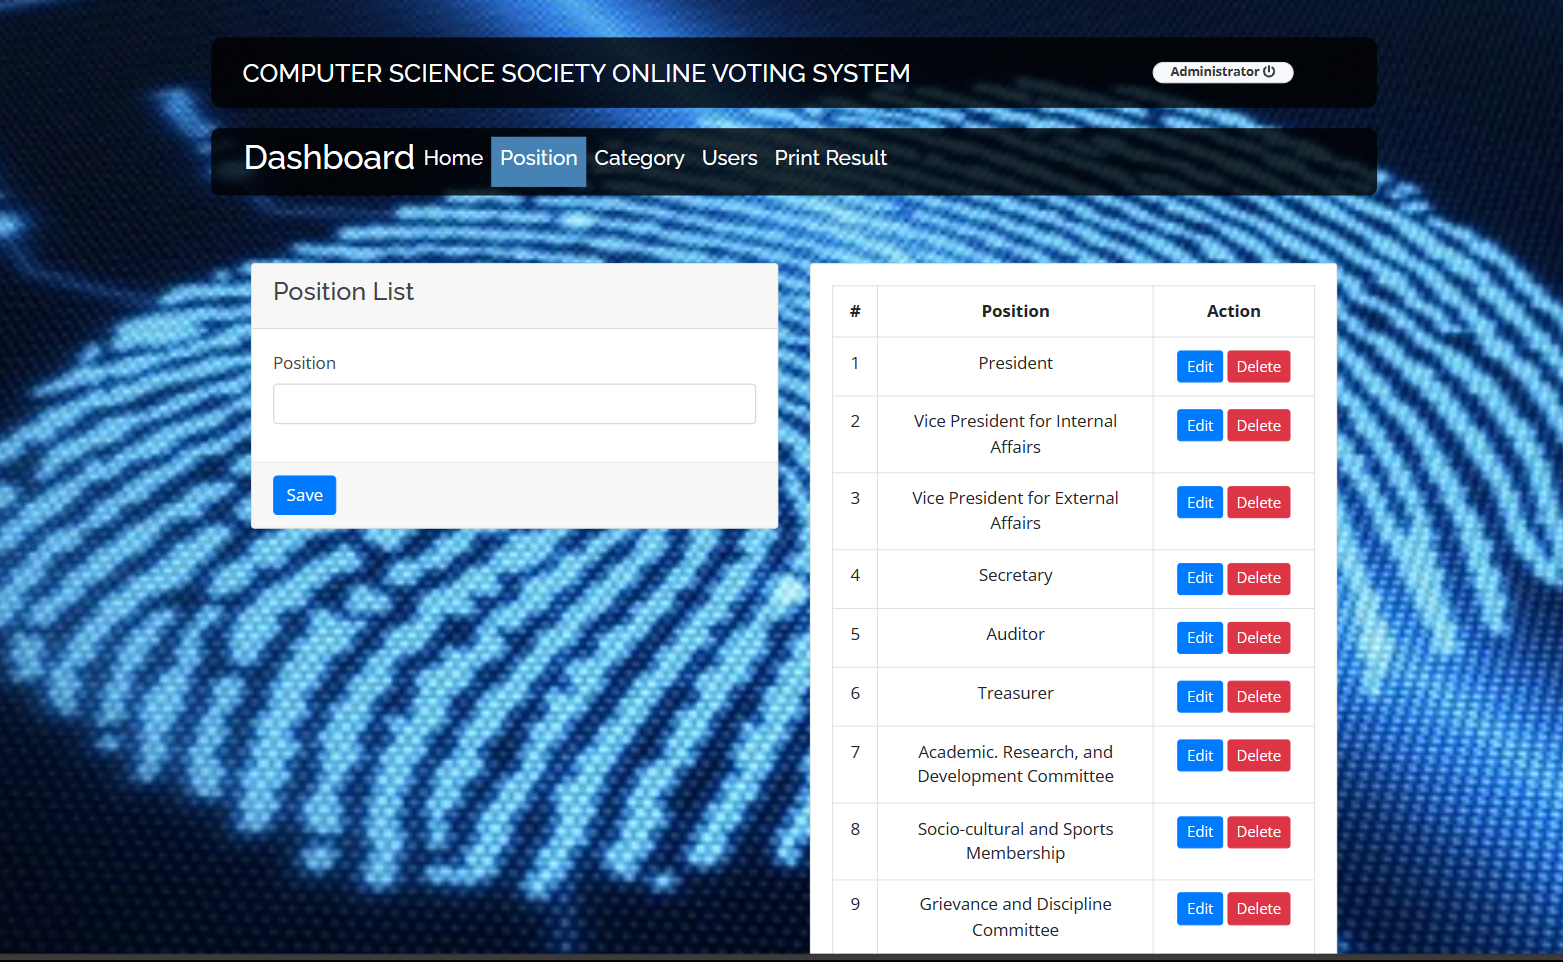 COMPUTER SCIENCE SOCIETY ONLINE VOTING SYSTEM
Administrator
Dashboard Home Position Category Users Print Result
Position List
Position
Save
# Position Action
1 President Edit Delete
2 Vice President for Internal
Affairs Edit Delete
3 Vice President for External
Affairs Edit Delete
4 Secretary Edit Delete
5 Auditor Edit Delete
6 Treasurer Edit Delete
7 Academic. Research, and
Development Committee Edit Delete
8 Socio-cultural and Sports
Membership Edit Delete
9 Grievance and Discipline
Committee Edit Delete